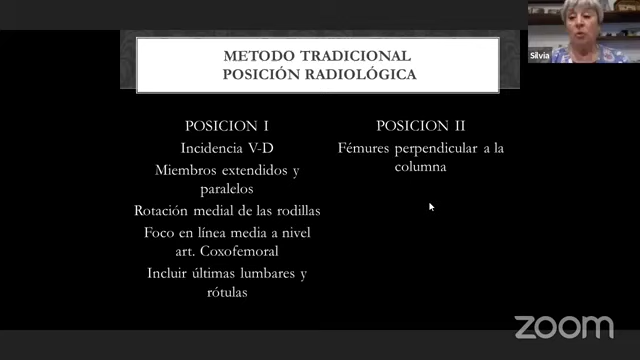 Silvia
METODO TRADICIONAL
POSICIÓN RADIOLÓGICA
POSICION I
Incidencia V-D
Miembros extendidos y
paralelos
Rotación medial de las rodillas
Foco en línea media a nivel
art. Coxofemoral
Incluir últimas lumbares y
rótulas
POSICION II
Fémures perpendicular a la
columna
zoom